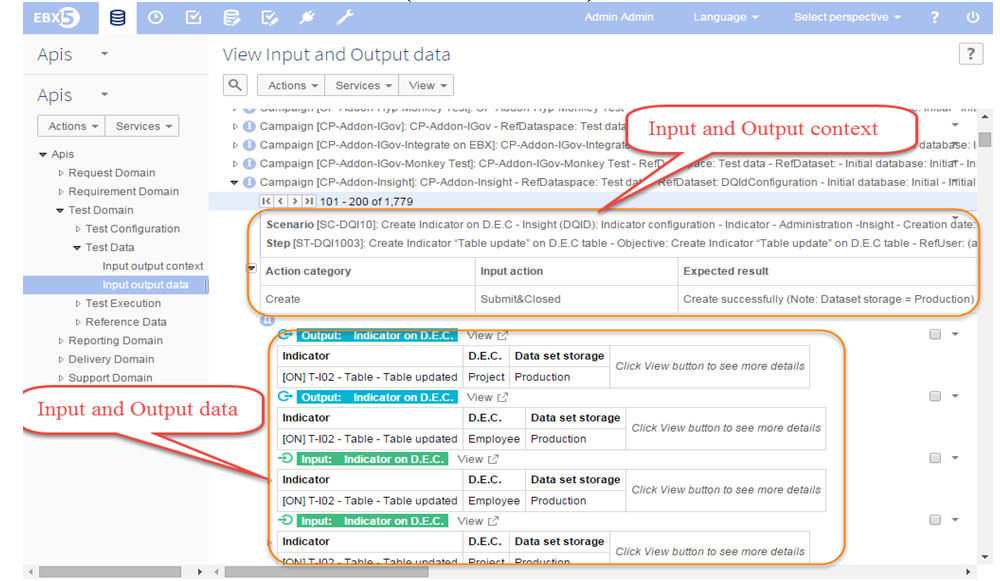 EBX5
Admin Admin
Language
Select perspective
?
Apis
View Input and Output data
?
Apis
Actions
Services
View
Actions
Services
Apis
Request Domain
Requirement Domain
Test Domain
Test Configuration
Test Data
Input output context
Input output data
Test Execution
Reference Data
Reporting Domain
Delivery Domain
Support Domain
Campaign [CP-Addon-Hyp-Monkey Test]: CP-Addon-Hyp-Monkey Test
Campaign [CP-Addon-IGov]: CP-Addon-IGov - RefDataspace: Test data
Campaign [CP-Addon-IGov-Integrate on EBX]: CP-Addon-IGov-Integrate
database: I
Campaign [CP-Addon-IGov-Monkey Test]: CP-Addon-IGov-Monkey Test - RefDataspace: Test data - RefDataset: - Initial database: Initial - In
Campaign [CP-Addon-Insight]: CP-Addon-Insight - RefDataspace: Test data - RefDataset: DQIdConfiguration - Initial database: Initial - Initial
Input and Output context
101 - 200 of 1,779
Scenario [SC-DQI10]: Create Indicator on D.E.C - Insight (DQID): Indicator configuration - Indicator - Administration -Insight - Creation date:
Step [ST-DQI1003]: Create Indicator “Table update” on D.E.C table - Objective: Create Indicator “Table update” on D.E.C table - RefUser: (a
Action category Input action Expected result
Create Submit&Closed Create successfully (Note: Dataset storage = Production)
Output: Indicator on D.E.C. View
Indicator D.E.C. Data set storage
Click View button to see more details
[ON] T-I02 - Table - Table updated Project Production
Output: Indicator on D.E.C. View
Indicator D.E.C. Data set storage
Click View button to see more details
[ON] T-I02 - Table - Table updated Employee Production
Input: Indicator on D.E.C. View
Indicator D.E.C. Data set storage
Click View button to see more details
[ON] T-I02 - Table - Table updated Employee Production
Input: Indicator on D.E.C. View
Indicator D.E.C. Data set storage
Click View button to see more details
[ON] T-I02 - Table - Table updated Project Production
Input and Output data